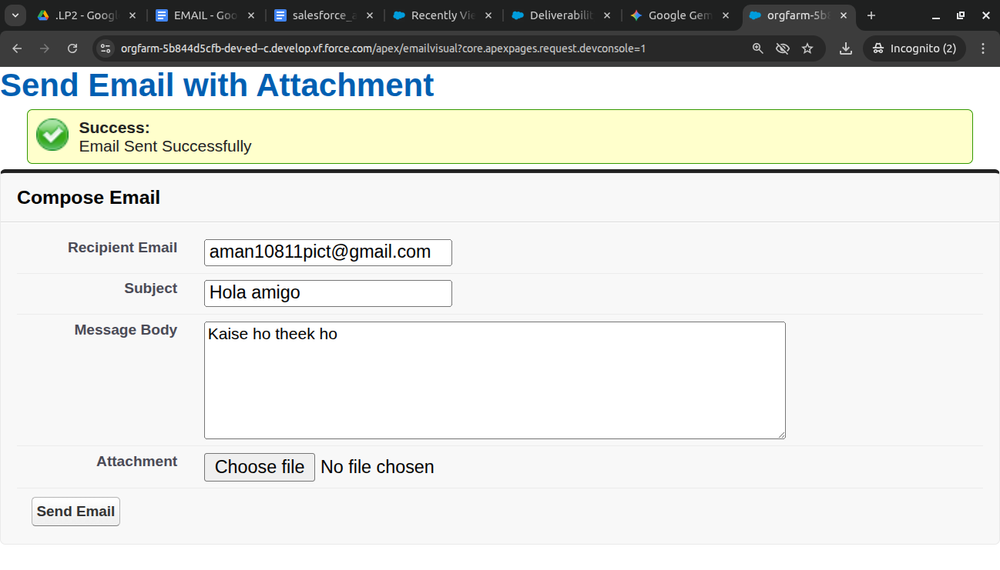 .LP2 - Googl
EMAIL - Goo
salesforce_a
Recently Vie
Deliverabilit
Google Gem
orgfarm-5b8
orgfarm-5b844d5cfb-dev-ed--c.develop.vf.force.com/apex/emailvisual?core.apexpages.request.devconsole=1
Incognito (2)
Send Email with Attachment
Success:
Email Sent Successfully
Compose Email
Recipient Email aman10811pict@gmail.com
Subject Hola amigo
Message Body Kaise ho theek ho
Attachment Choose file No file chosen
Send Email